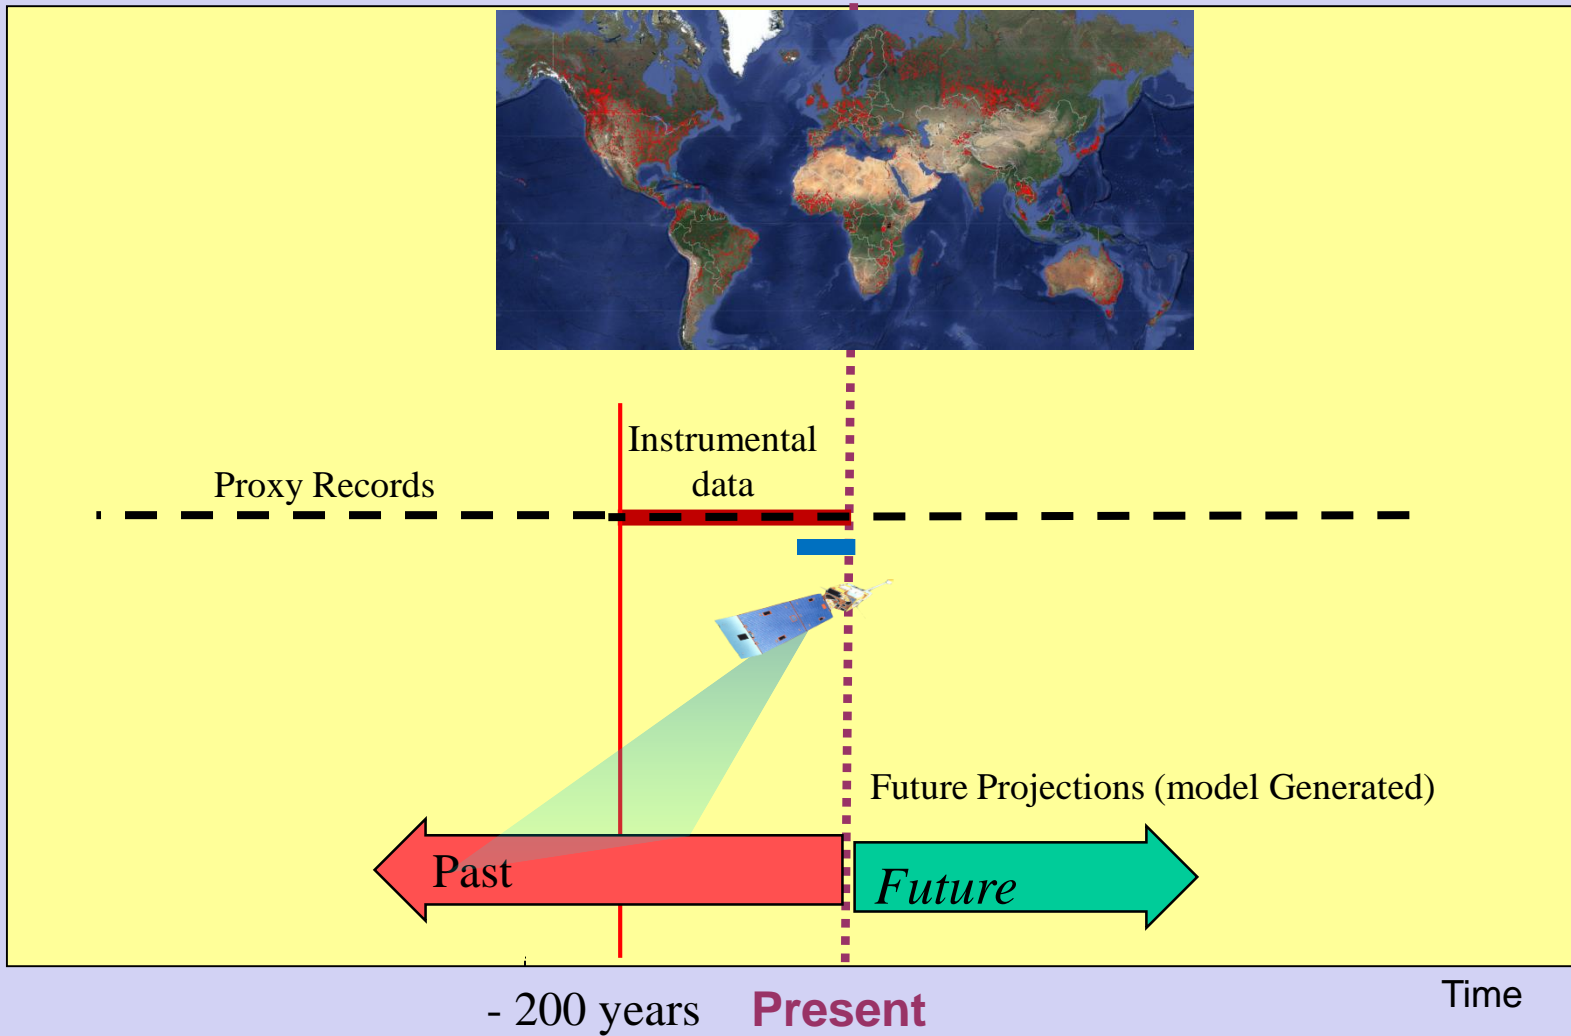 Instrumental
data
Proxy Records
Future Projections (model Generated)
Past
Future
- 200 years
Present
Time